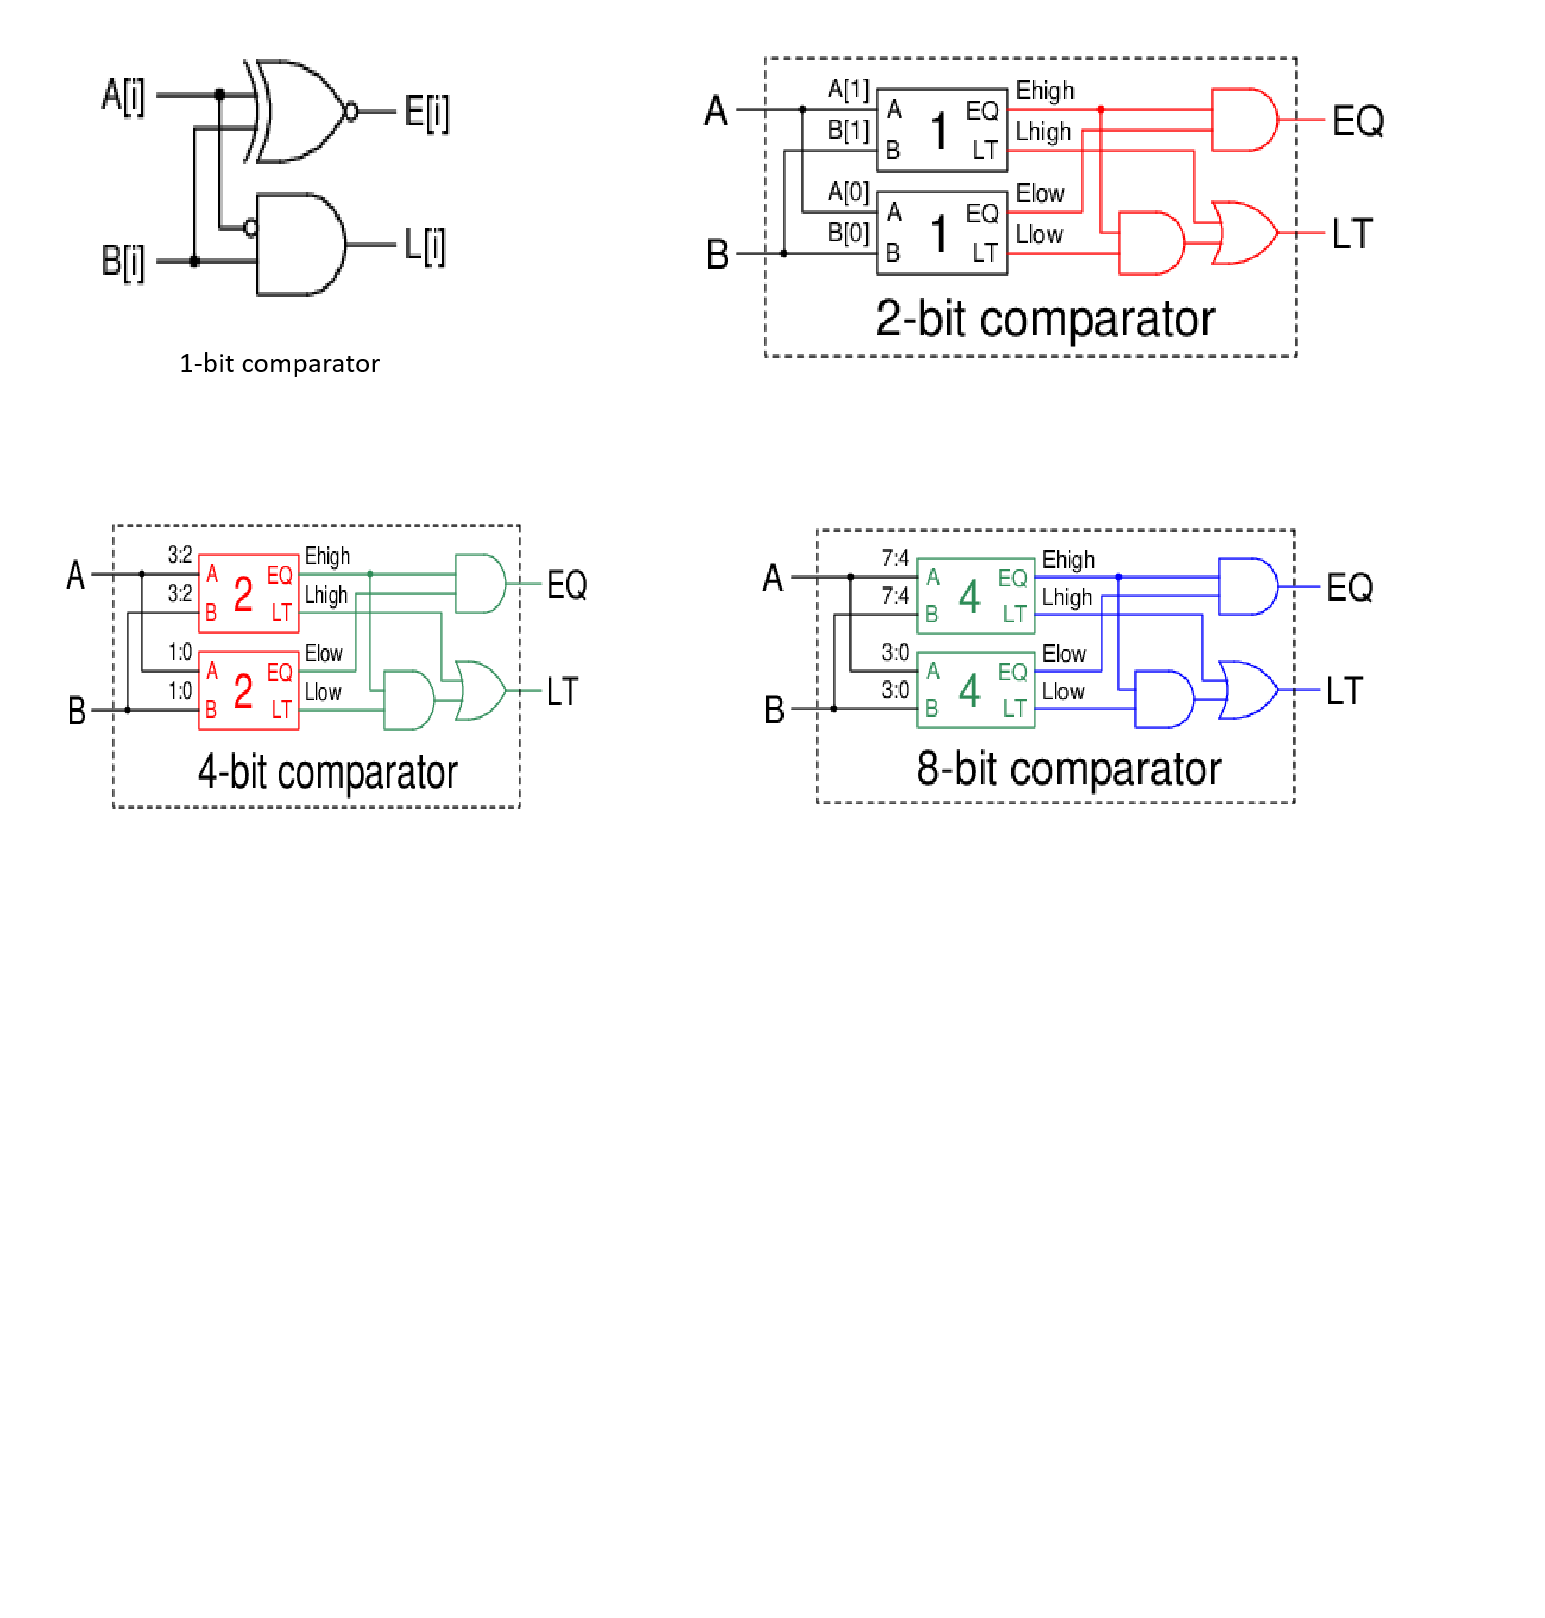 A[i]
E[i]
B[i]
L[i]
1-bit comparator
A
B
A[1]
B[1]
A[0]
B[0]
A
B
1
EQ
LT
A
B
1
EQ
LT
Ehigh
Lhigh
Elow
Llow
EQ
LT
2-bit comparator
A
B
3:2
3:2
1:0
1:0
A
B
2
EQ
LT
A
B
2
EQ
LT
Ehigh
Lhigh
Elow
Llow
EQ
LT
4-bit comparator
A
B
7:4
7:4
3:0
3:0
A
B
4
EQ
LT
A
B
4
EQ
LT
Ehigh
Lhigh
Elow
Llow
EQ
LT
8-bit comparator